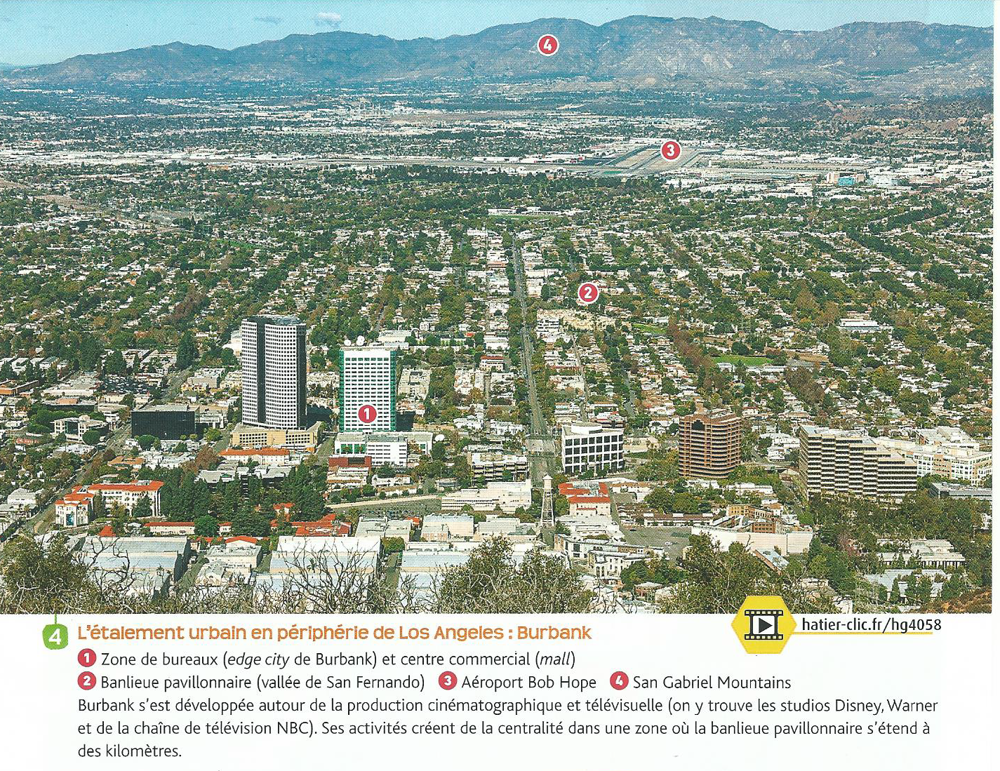 4
3
2
1
hatier-clic.fr/hg4058
4 L'étalement urbain en périphérie de Los Angeles : Burbank
1 Zone de bureaux (edge city de Burbank) et centre commercial (mall)
2 Banlieue pavillonnaire (vallée de San Fernando) 3 Aéroport Bob Hope 4 San Gabriel Mountains
Burbank s'est développée autour de la production cinématographique et télévisuelle (on y trouve les studios Disney, Warner
et de la chaîne de télévision NBC). Ses activités créent de la centralité dans une zone où la banlieue pavillonnaire s'étend à
des kilomètres.